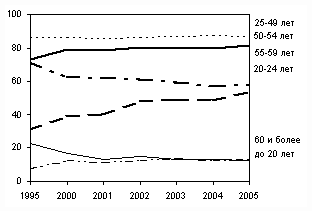 100
80
60
40
20
0
1995 2000 2001 2002 2003 2004 2005
25-49 лет
50-54 лет
55-59 лет
20-24 лет
60 и более
до 20 лет